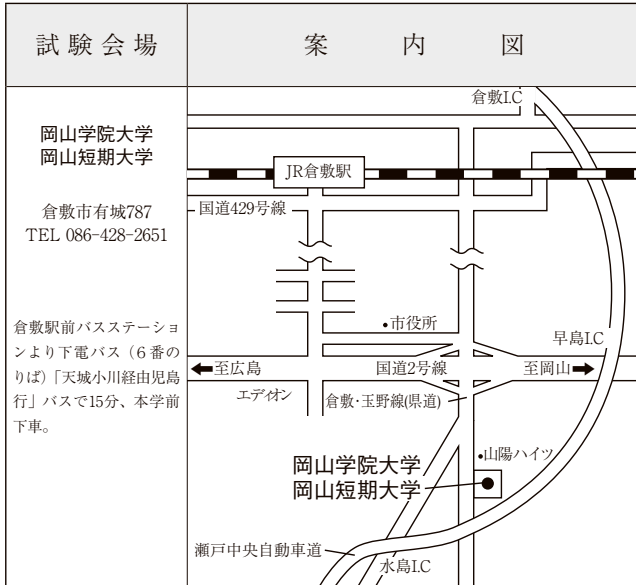 試験会場
案内図
岡山学院大学
岡山短期大学
倉敷市有城787
TEL 086-428-2651
倉敷駅前バスステーショ
ンより下電バス（6番の
りば）「天城小川経由児島
行」バスで15分、本学前
下車。
倉敷I.C
JR倉敷駅
国道429号線
•市役所
早島I.C
至広島
国道2号線
至岡山
エディオン
倉敷・玉野線(県道)
•山陽ハイツ
岡山学院大学
岡山短期大学
瀬戸中央自動車道
水島I.C